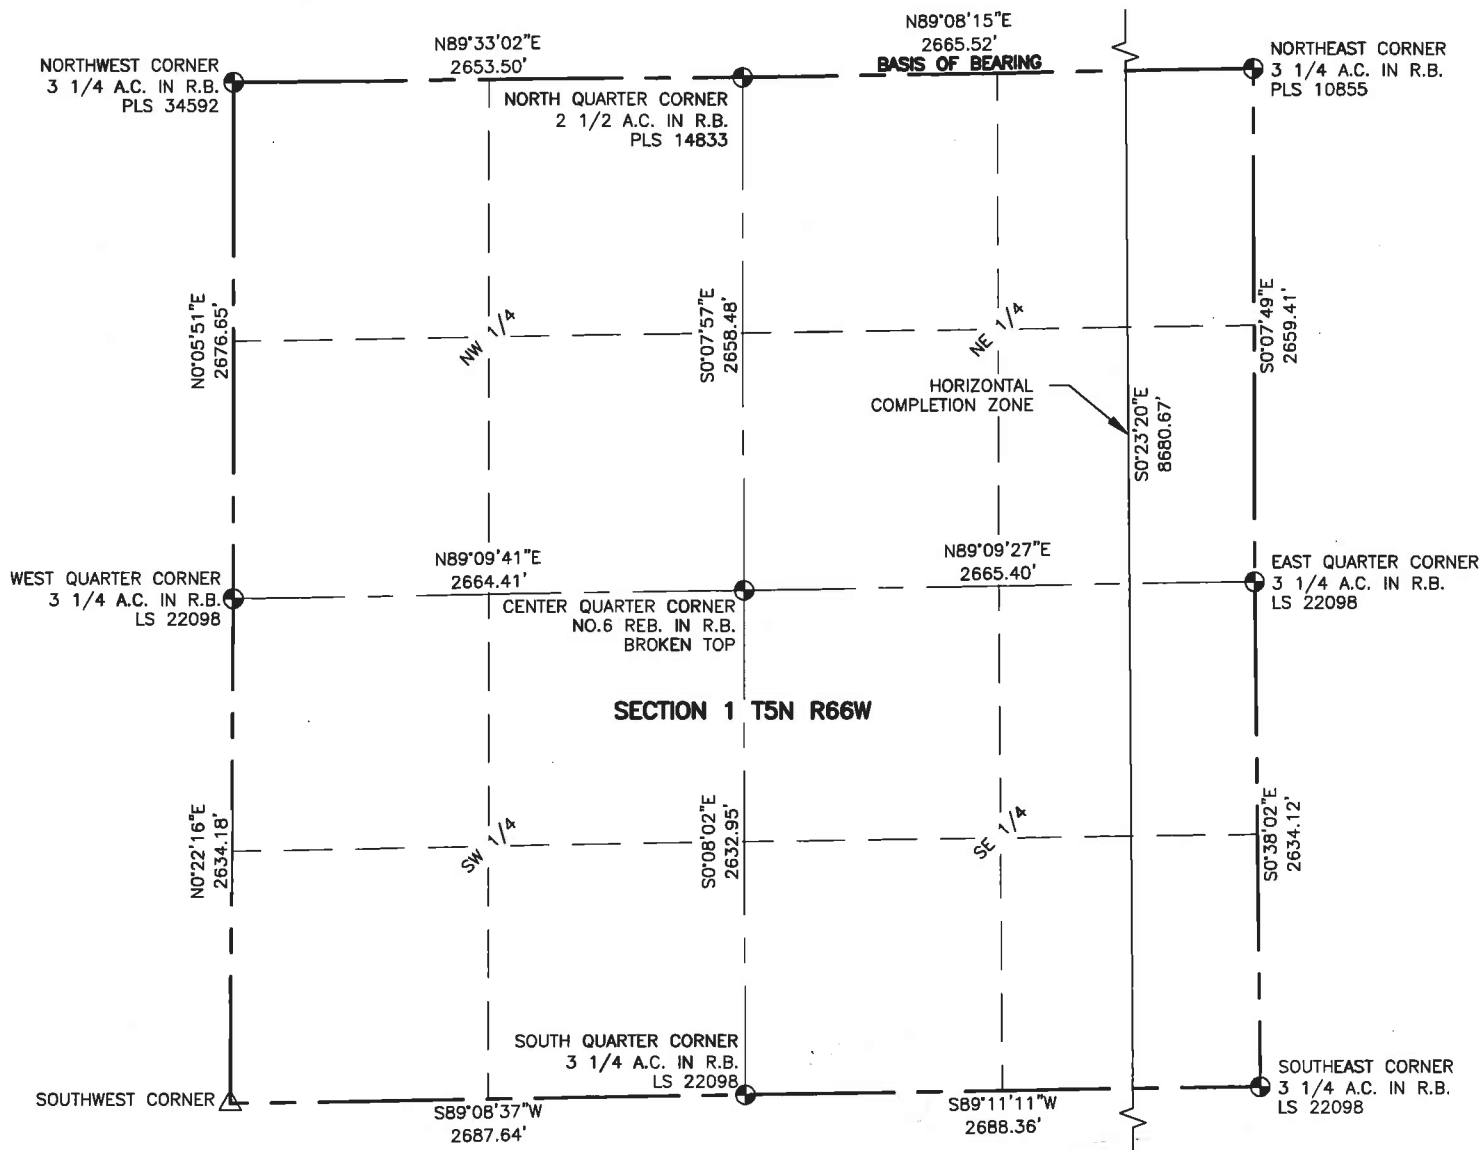 N89°08'15"E
2665.52'
BASIS OF BEARING
N89°33'02"E
2653.50'
NORTHWEST CORNER
3 1/4 A.C. IN R.B.
PLS 34592
NORTH QUARTER CORNER
2 1/2 A.C. IN R.B.
PLS 14833
NORTHEAST CORNER
3 1/4 A.C. IN R.B.
PLS 10855
N0°05'51"E
2676.65'
NW 1/4
S0°07'57"E
2658.48'
NE 1/4
S0°07'49"E
2659.41'
HORIZONTAL
COMPLETION ZONE
S0°23'20"E
8680.67'
WEST QUARTER CORNER
3 1/4 A.C. IN R.B.
LS 22098
N89°09'41"E
2664.41'
CENTER QUARTER CORNER
NO.6 REB. IN R.B.
BROKEN TOP
N89°09'27"E
2665.40'
EAST QUARTER CORNER
3 1/4 A.C. IN R.B.
LS 22098
SECTION 1 T5N R66W
N0°22'16"E
2634.18'
SW 1/4
S0°08'02"E
2632.95'
SE 1/4
S0°38'02"E
2634.12'
SOUTH QUARTER CORNER
3 1/4 A.C. IN R.B.
LS 22098
SOUTHWEST CORNER
S89°08'37"W
2687.64'
S89°11'11"W
2688.36'
SOUTHEAST CORNER
3 1/4 A.C. IN R.B.
LS 22098